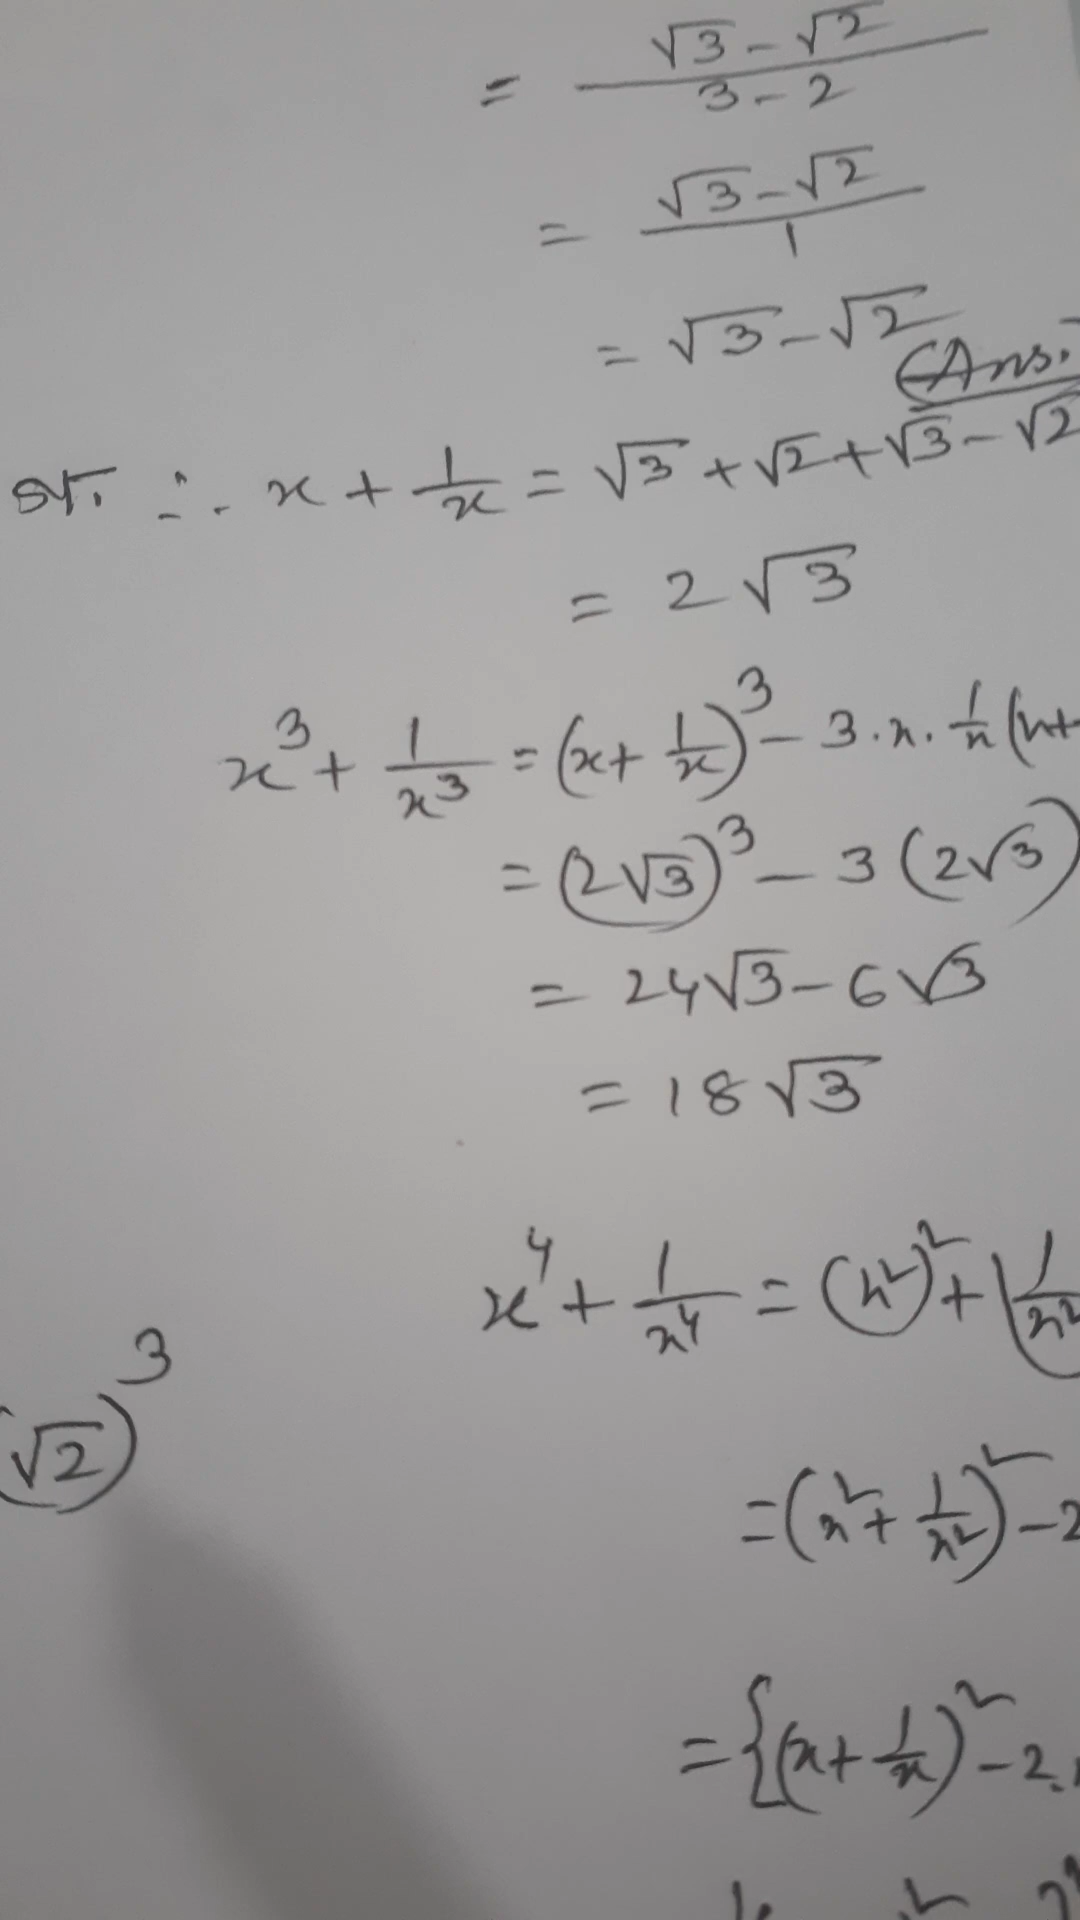 = (√3 - √2)/(3 - 2)
= (√3 - √2)/1
= √3 - √2 (Ans.)
∴ x + 1/x = √3 + √2 + √3 - √2
= 2√3
x³ + 1/x³ = (x + 1/x)³ - 3.x.1/x (x+
= (2√3)³ - 3(2√3)
= 24√3 - 6√3
= 18√3
x⁴ + 1/x⁴ = (x²)² + (1/x²
√2)³
= (x² + 1/x²)² - 2
= {(x + 1/x)² - 2.